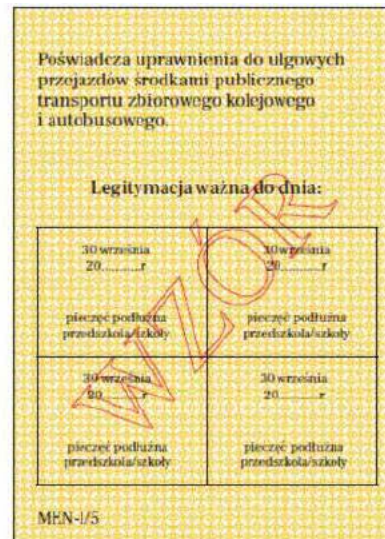 Poświadcza uprawnienia do ulgowych
przejazdów środkami publicznego
transportu zbiorowego kolejowego
i autobusowego.
Legitymacja ważna do dnia:
30 września
20...........r
pieczęć podłużna
przedszkola/szkoły
30 września
20...........r
pieczęć podłużna
przedszkola/szkoły
30 września
20...........r
pieczęć podłużna
przedszkola/szkoły
30 września
20...........r
pieczęć podłużna
przedszkola/szkoły
WZÓR
MEN-I/5